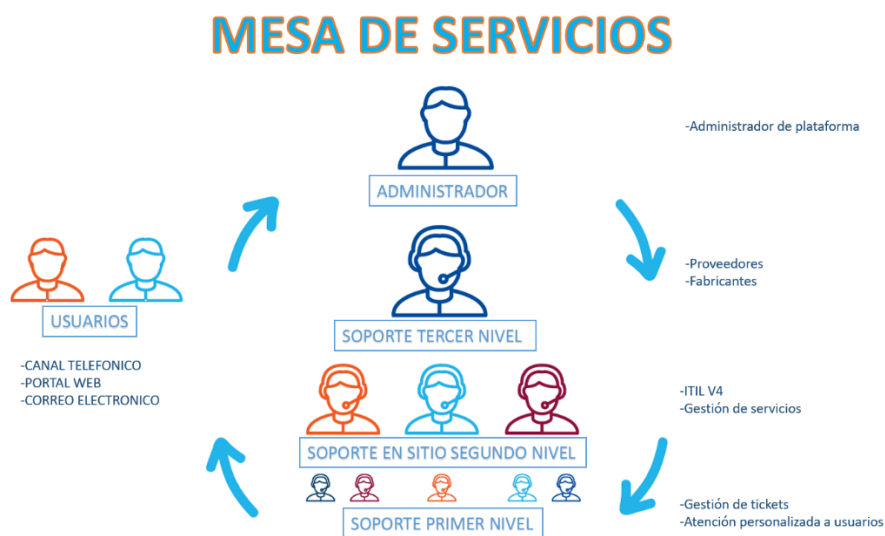 MESA DE SERVICIOS
-Administrador de plataforma
ADMINISTRADOR
-Proveedores
-Fabricantes
USUARIOS
SOPORTE TERCER NIVEL
-CANAL TELEFONICO
-PORTAL WEB
-CORREO ELECTRONICO
-ITIL V4
-Gestión de servicios
SOPORTE EN SITIO SEGUNDO NIVEL
-Gestión de tickets
-Atención personalizada a usuarios
SOPORTE PRIMER NIVEL